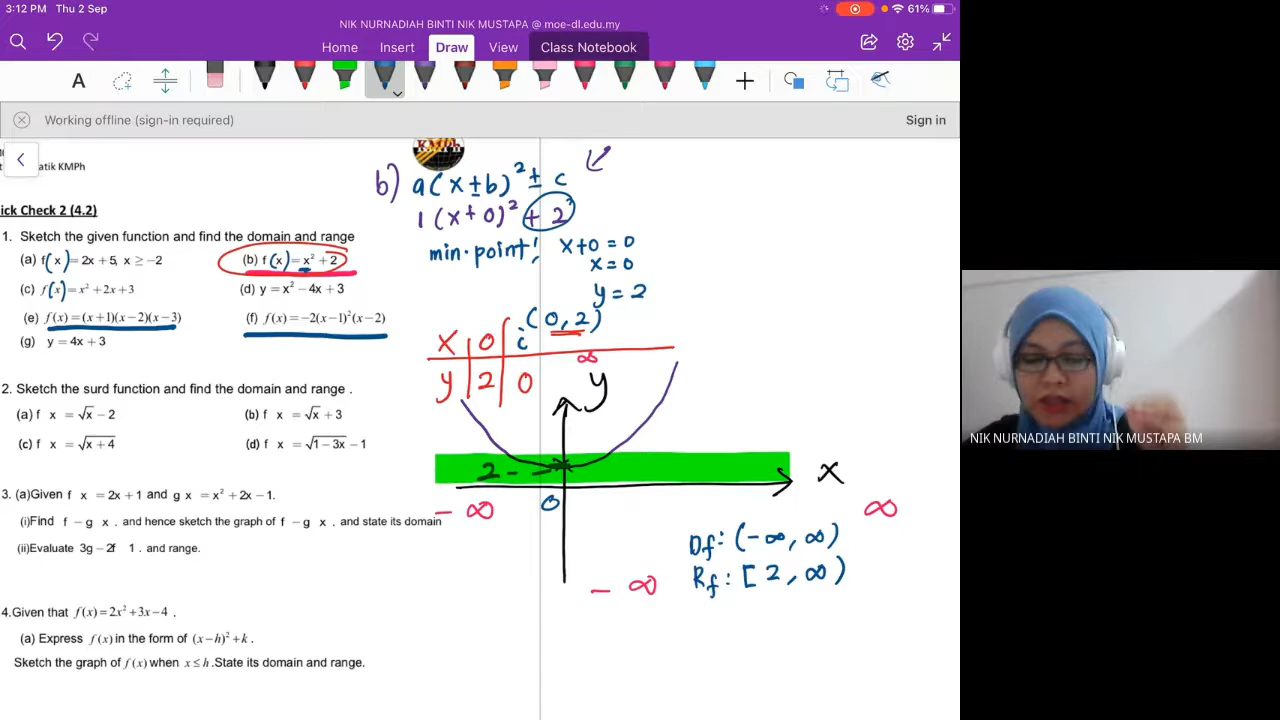 3:12 PM Thu 2 Sep
61%
NIK NURNADIAH BINTI NIK MUSTAPA @ moe-dl.edu.my
Home Insert Draw View Class Notebook
A
Working offline (sign-in required)
Sign in
atik KMPh
KMPh
ick Check 2 (4.2)
1. Sketch the given function and find the domain and range
(a) f(x) = 2x + 5, x ≥ −2
(b) f(x) = x² + 2
(c) f(x) = x² + 2x + 3
(d) y = x² − 4x + 3
(e) f(x) = (x+1)(x−2)(x−3)
(f) f(x) = −2(x−1)²(x−2)
(g) y = 4x + 3
2. Sketch the surd function and find the domain and range .
(a) f x = √x − 2
(b) f x = √x + 3
(c) f x = √x + 4
(d) f x = √1 − 3x − 1
3. (a)Given f x = 2x + 1 and g x = x² + 2x − 1.
(i)Find f − g x . and hence sketch the graph of f − g x . and state its domain
(ii)Evaluate 3g − 2f 1 . and range.
4.Given that f(x) = 2x² + 3x − 4 .
(a) Express f(x) in the form of (x − h)² + k .
Sketch the graph of f(x) when x ≤ h .State its domain and range.
b) a(x ± b)² ± c
1(x + 0)² + 2
min·point! x+0 = 0
x = 0
y = 2
(0, 2)
x | 0 |
y | 2 | 0
∞
y
2
x
0
− ∞
∞
− ∞
Df: (−∞, ∞)
Rf: [2, ∞)
NIK NURNADIAH BINTI NIK MUSTAPA BM